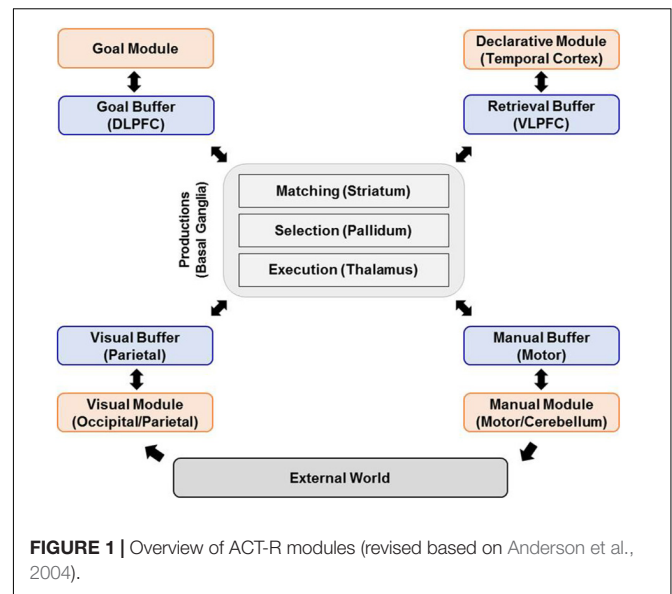 Goal Module
Declarative Module
(Temporal Cortex)
Goal Buffer
(DLPFC)
Retrieval Buffer
(VLPFC)
Productions
(Basal Ganglia)
Matching (Striatum)
Selection (Pallidum)
Execution (Thalamus)
Visual Buffer
(Parietal)
Manual Buffer
(Motor)
Visual Module
(Occipital/Parietal)
Manual Module
(Motor/Cerebellum)
External World
FIGURE 1 | Overview of ACT-R modules (revised based on Anderson et al.,
2004).